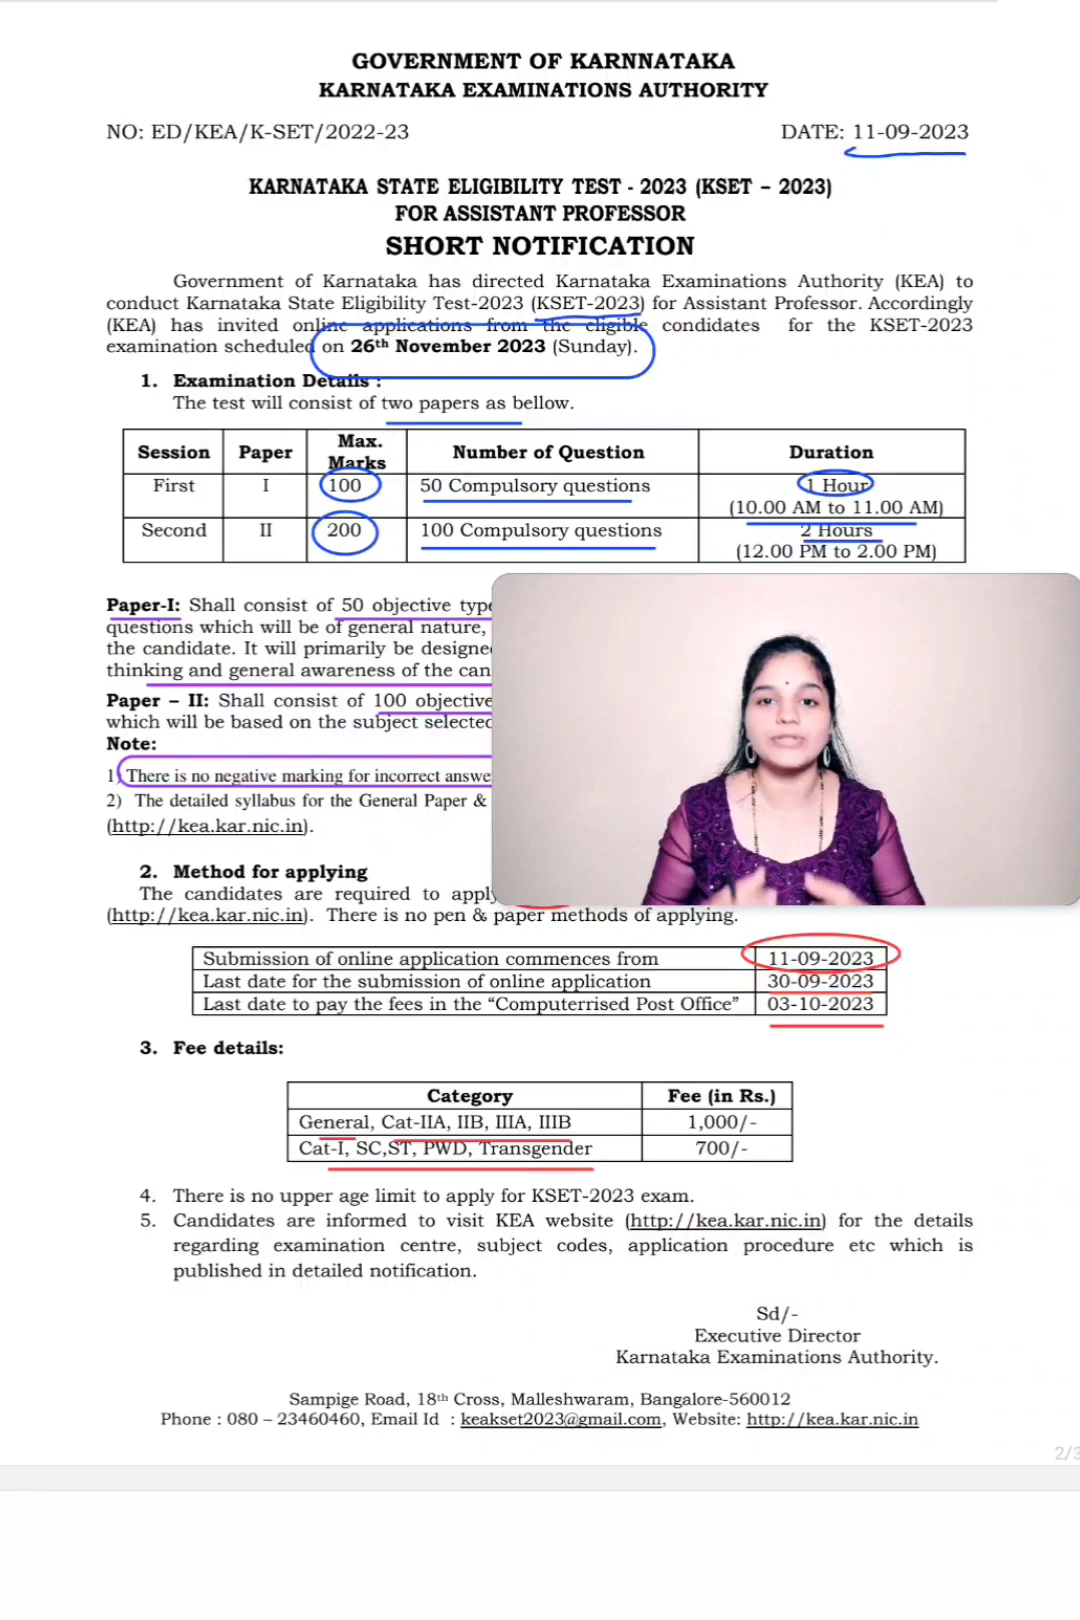 GOVERNMENT OF KARNNATAKA
KARNATAKA EXAMINATIONS AUTHORITY
NO: ED/KEA/K-SET/2022-23 DATE: 11-09-2023
KARNATAKA STATE ELIGIBILITY TEST - 2023 (KSET – 2023)
FOR ASSISTANT PROFESSOR
SHORT NOTIFICATION
Government of Karnataka has directed Karnataka Examinations Authority (KEA) to
conduct Karnataka State Eligibility Test-2023 (KSET-2023) for Assistant Professor. Accordingly
(KEA) has invited online applications from the eligible candidates for the KSET-2023
examination scheduled on 26th November 2023 (Sunday).
1. Examination Details :
The test will consist of two papers as bellow.
Session Paper Max. Marks Number of Question Duration
First I 100 50 Compulsory questions 1 Hour
(10.00 AM to 11.00 AM)
Second II 200 100 Compulsory questions 2 Hours
(12.00 PM to 2.00 PM)
Paper-I: Shall consist of 50 objective type
questions which will be of general nature,
the candidate. It will primarily be designe
thinking and general awareness of the can
Paper – II: Shall consist of 100 objective
which will be based on the subject selected
Note:
1) There is no negative marking for incorrect answe
2) The detailed syllabus for the General Paper &
(http://kea.kar.nic.in).
2. Method for applying
The candidates are required to apply
(http://kea.kar.nic.in). There is no pen & paper methods of applying.
Submission of online application commences from 11-09-2023
Last date for the submission of online application 30-09-2023
Last date to pay the fees in the “Computerrised Post Office” 03-10-2023
3. Fee details:
Category Fee (in Rs.)
General, Cat-IIA, IIB, IIIA, IIIB 1,000/-
Cat-I, SC,ST, PWD, Transgender 700/-
4. There is no upper age limit to apply for KSET-2023 exam.
5. Candidates are informed to visit KEA website (http://kea.kar.nic.in) for the details
regarding examination centre, subject codes, application procedure etc which is
published in detailed notification.
Sd/-
Executive Director
Karnataka Examinations Authority.
Sampige Road, 18th Cross, Malleshwaram, Bangalore-560012
Phone : 080 – 23460460, Email Id : keakset2023@gmail.com, Website: http://kea.kar.nic.in
2/3